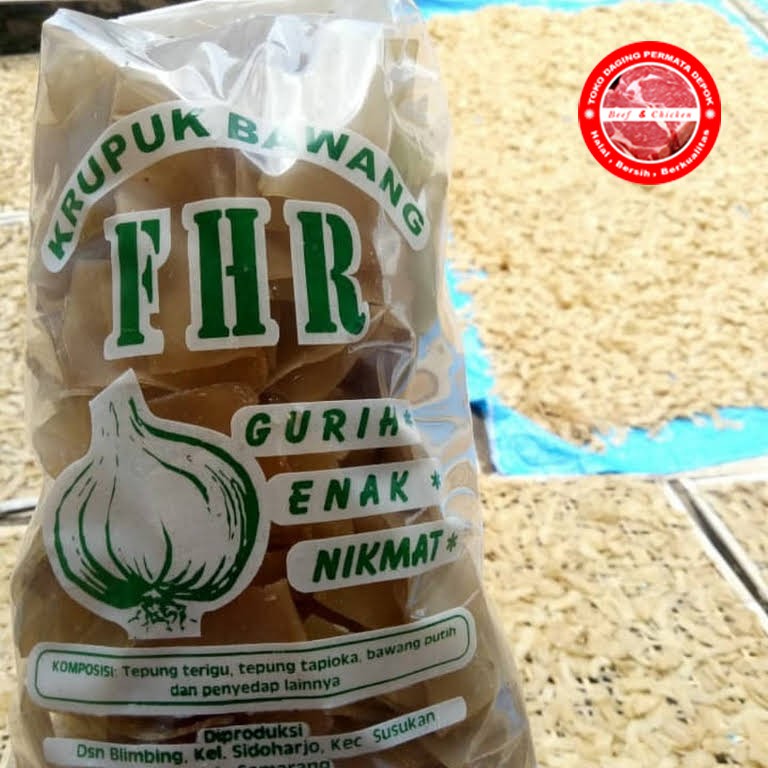 KRUPUK BAWANG
FHR
GURIH*
ENAK *
NIKMAT*
KOMPOSISI: Tepung terigu, tepung tapioka, bawang putih
dan penyedap lainnya
Diproduksi
Dsn Blimbing, Kel. Sidoharjo, Kec Susukan
Semarang
TOKO DAGING PERMATA DEPOK
Beef & Chicken
Halal, Bersih, Berkualitas